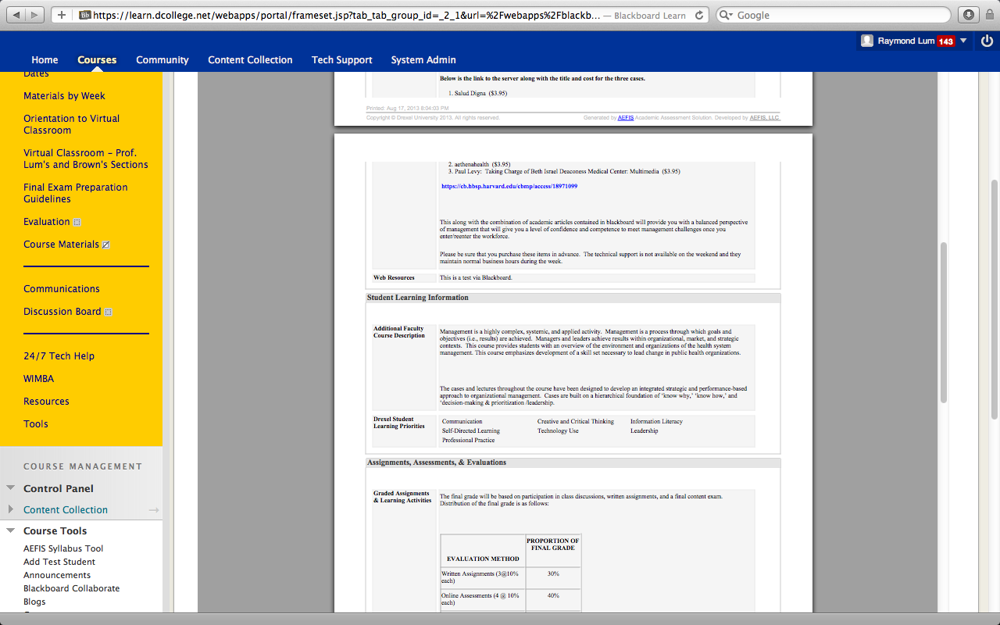 https://learn.dcollege.net/webapps/portal/frameset.jsp?tab_tab_group_id=_2_1&url=%2Fwebapps%2Fblackb... — Blackboard Learn
Google
Raymond Lum 143
Home Courses Community Content Collection Tech Support System Admin
Dates
Materials by Week
Orientation to Virtual
Classroom
Virtual Classroom - Prof.
Lum's and Brown's Sections
Final Exam Preparation
Guidelines
Evaluation
Course Materials
Communications
Discussion Board
24/7 Tech Help
WIMBA
Resources
Tools
COURSE MANAGEMENT
Control Panel
Content Collection
Course Tools
AEFIS Syllabus Tool
Add Test Student
Announcements
Blackboard Collaborate
Blogs
Below is the link to the server along with the title and cost for the three cases.
1. Salud Digna ($3.95)
Printed: Aug 17, 2013 8:04:03 PM
Copyright © Drexel University 2013. All rights reserved. Generated by AEFIS Academic Assessment Solution. Developed by AEFIS, LLC
2. aethenahealth ($3.95)
3. Paul Levy: Taking Charge of Beth Israel Deaconess Medical Center: Multimedia ($3.95)
https://cb.hbsp.harvard.edu/cbmp/access/18971099
This along with the combination of academic articles contained in blackboard will provide you with a balanced perspective
of management that will give you a level of confidence and competence to meet management challenges once you
enter/reenter the workforce.
Please be sure that you purchase these items in advance. The technical support is not available on the weekend and they
maintain normal business hours during the week.
Web Resources This is a test via Blackboard.
Student Learning Information
Additional Faculty
Course Description
Management is a highly complex, systemic, and applied activity. Management is a process through which goals and
objectives (i.e., results) are achieved. Managers and leaders achieve results within organizational, market, and strategic
contexts. This course provides students with an overview of the environment and organizations of the health system
management. This course emphasizes development of a skill set necessary to lead change in public health organizations.
The cases and lectures throughout the course have been designed to develop an integrated strategic and performance-based
approach to organizational management. Cases are built on a hierarchical foundation of 'know why,' 'know how,' and
'decision-making & prioritization /leadership.
Drexel Student
Learning Priorities
Communication Creative and Critical Thinking Information Literacy
Self-Directed Learning Technology Use Leadership
Professional Practice
Assignments, Assessments, & Evaluations
Graded Assignments
& Learning Activities
The final grade will be based on participation in class discussions, written assignments, and a final content exam.
Distribution of the final grade is as follows:
EVALUATION METHOD
PROPORTION OF
FINAL GRADE
Written Assignments (3@10%
each)
30%
Online Assessments (4 @ 10%
each)
40%